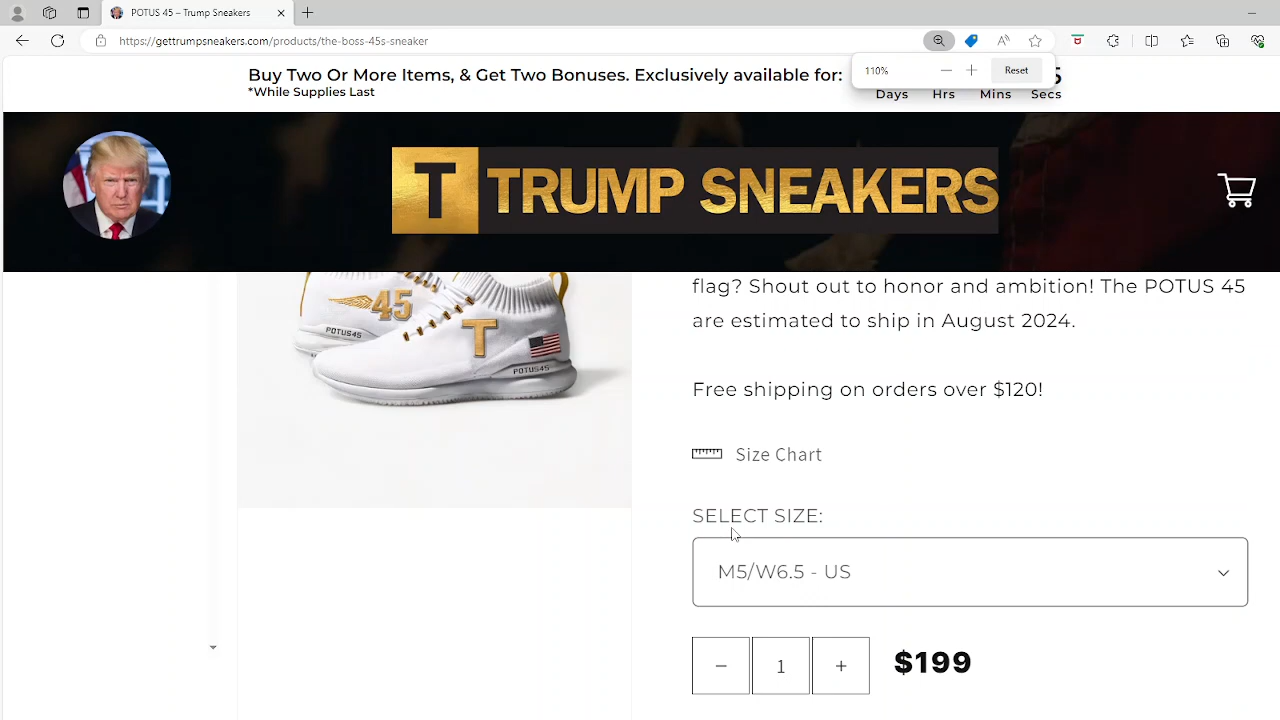 POTUS 45 – Trump Sneakers
https://gettrumpsneakers.com/products/the-boss-45s-sneaker
110%
Reset
Buy Two Or More Items, & Get Two Bonuses. Exclusively available for:
*While Supplies Last
Days Hrs Mins Secs
T TRUMP SNEAKERS
flag? Shout out to honor and ambition! The POTUS 45
are estimated to ship in August 2024.
45
T
POTUS45
POTUS45
Free shipping on orders over $120!
Size Chart
SELECT SIZE:
M5/W6.5 - US
− 1 + $199